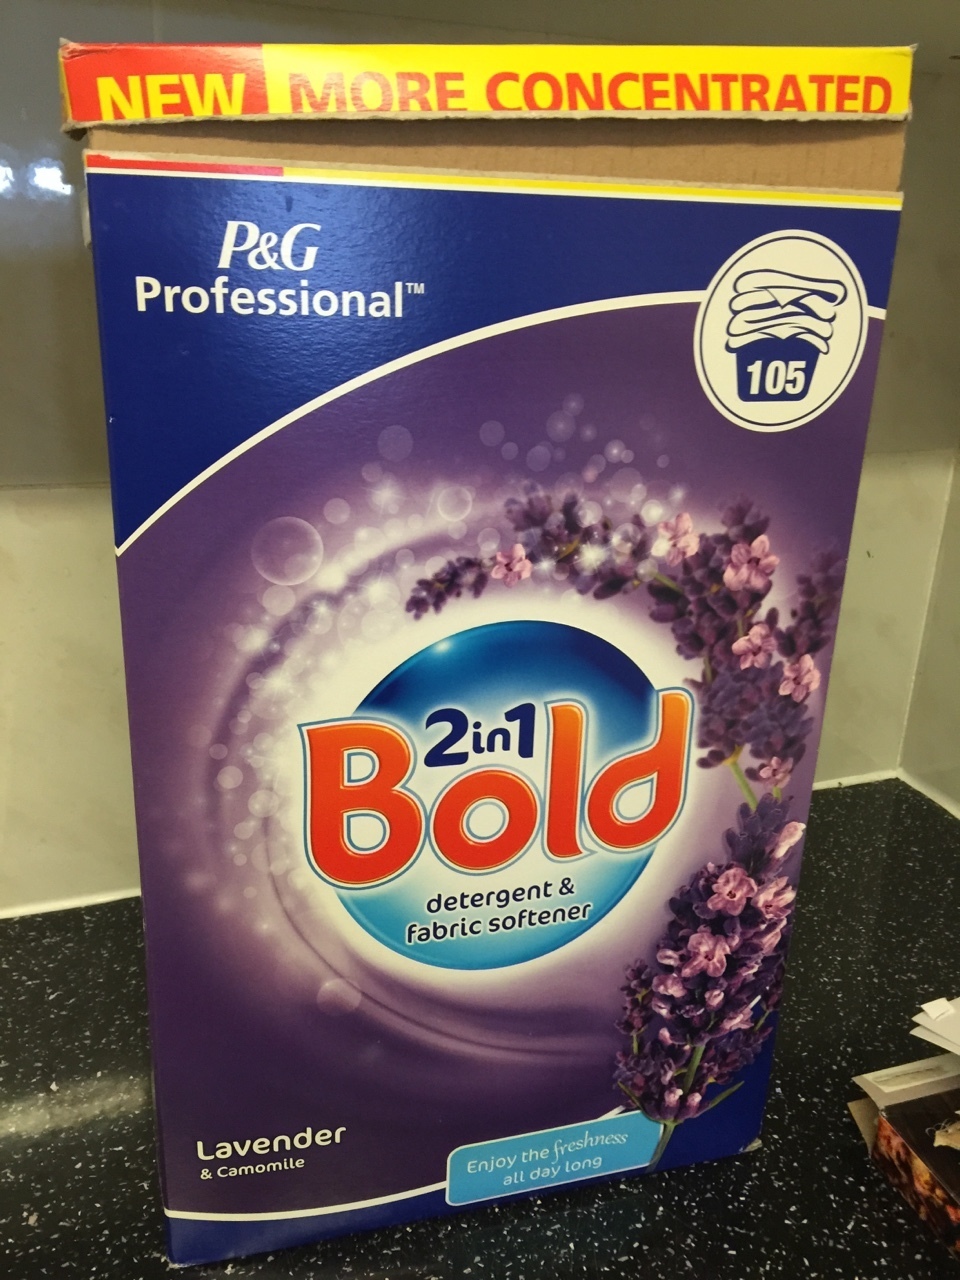 NEW MORE CONCENTRATED
P&G
Professional™
105
2in1
Bold
detergent &
fabric softener
Lavender
& Camomile
Enjoy the freshness
all day long